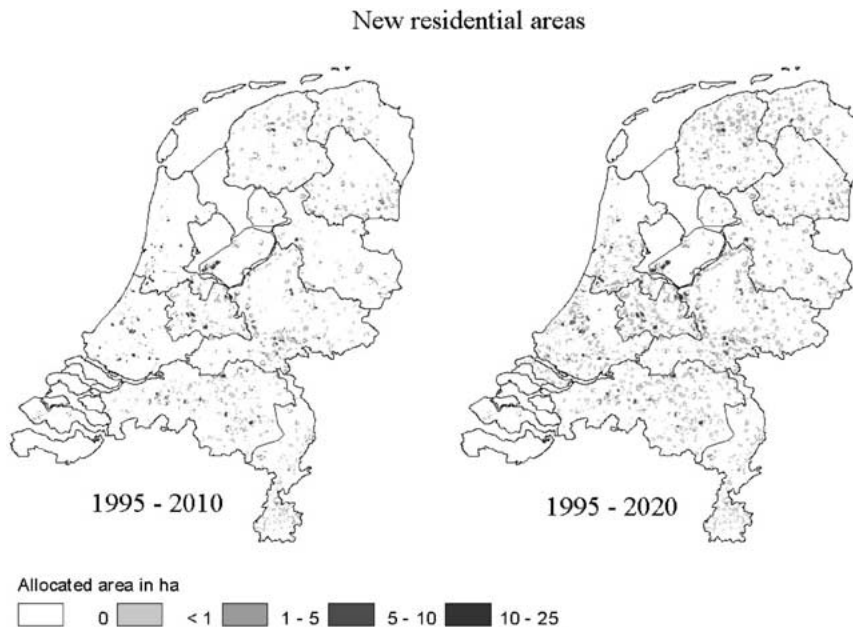 New residential areas
1995 - 2010
1995 - 2020
Allocated area in ha
0 < 1 1 - 5 5 - 10 10 - 25